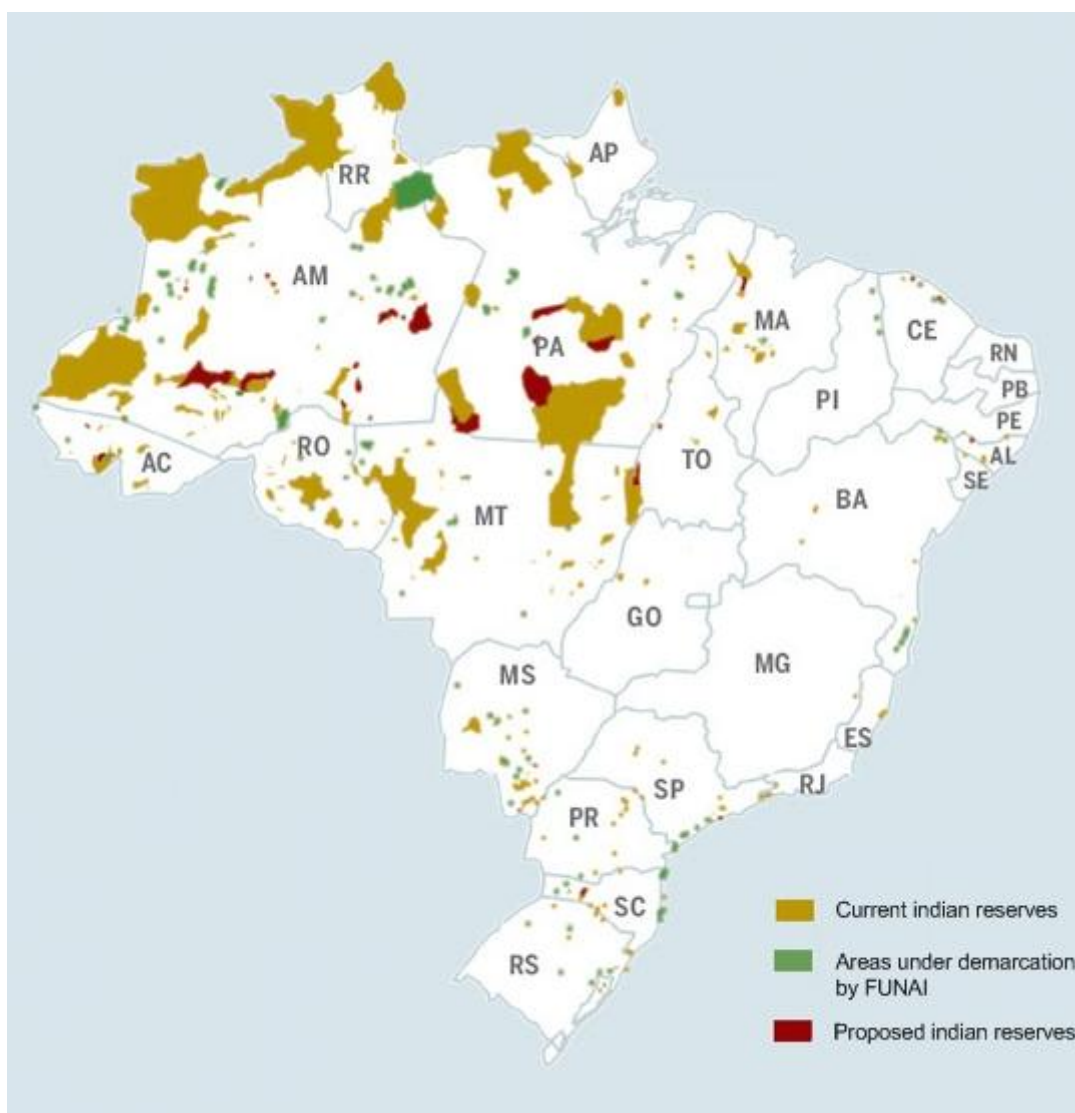 AP
RR
AM
MA
CE
PA
RN
PB
PI
PE
RO
TO
AC
AL
SE
BA
MT
GO
MG
MS
ES
SP
RJ
PR
SC
RS
Current indian reserves
Areas under demarcation
by FUNAI
Proposed indian reserves